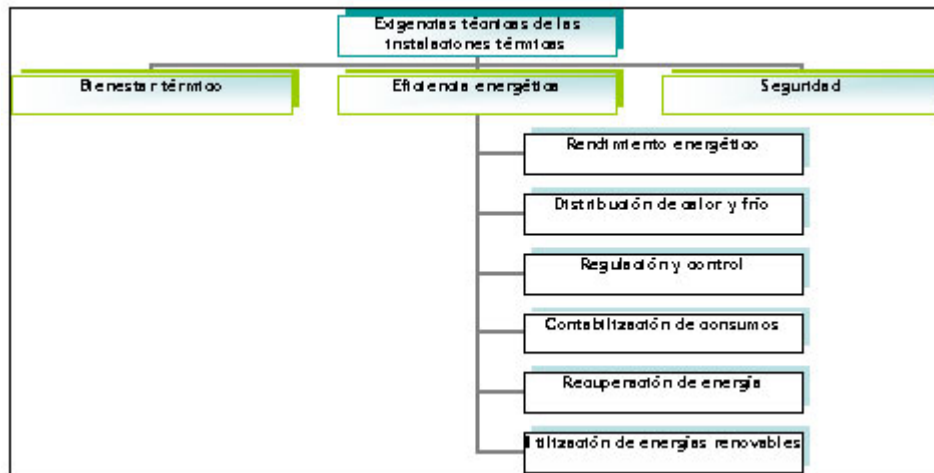 Exigencias técnicas de las
instalaciones térmicas
Bienestar térmico
Eficiencia energética
Seguridad
Rendimiento energético
Distribución de calor y frío
Regulación y control
Contabilización de consumos
Recuperación de energía
Utilización de energías renovables